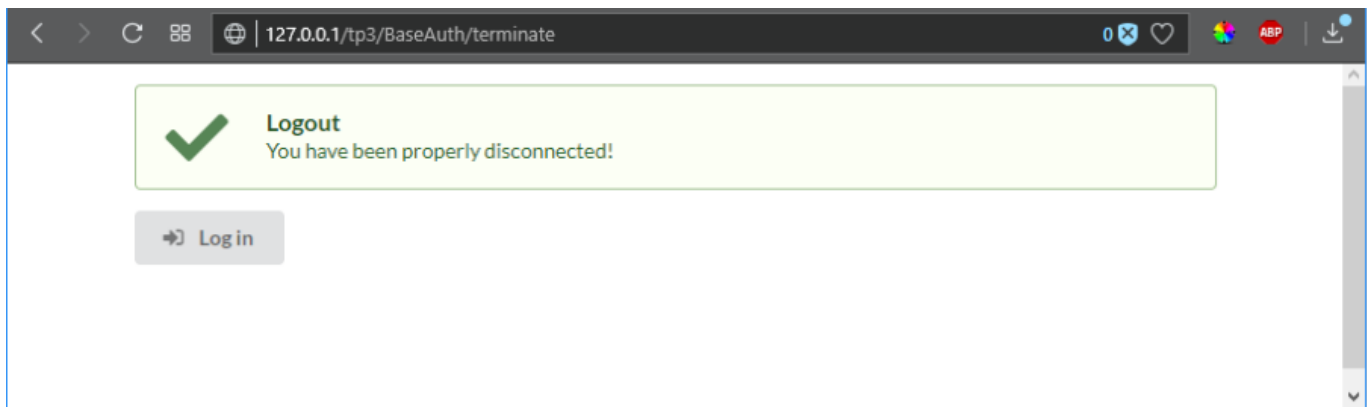 127.0.0.1/tp3/BaseAuth/terminate
0
ABP
Logout
You have been properly disconnected!
Log in